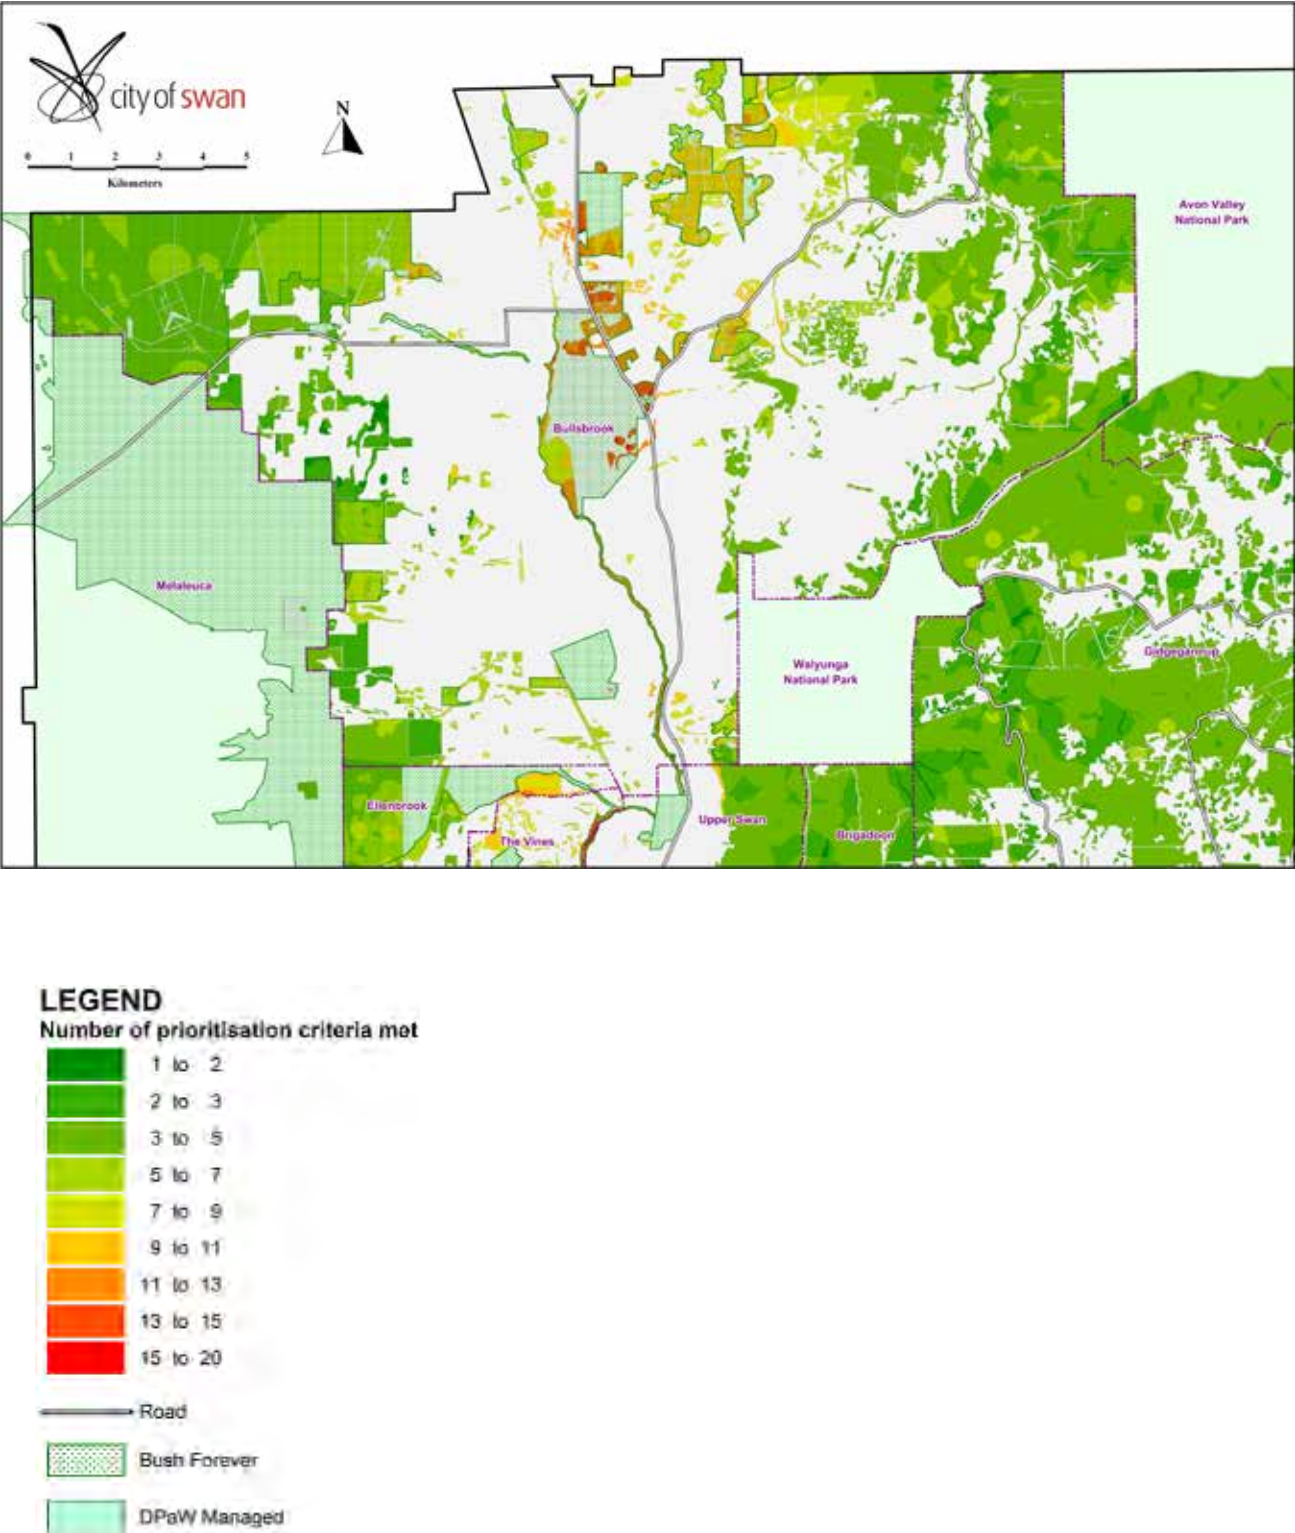 city of swan
N
0 1 2 3 4 5
Kilometers
Avon Valley
National Park
Bullsbrook
Melaleuca
Walyunga
National Park
Gidgegannup
Ellenbrook
The Vines
Upper Swan
Brigadoon
LEGEND
Number of prioritisation criteria met
1 to 2
2 to 3
3 to 5
5 to 7
7 to 9
9 to 11
11 to 13
13 to 15
15 to 20
Road
Bush Forever
DPaW Managed